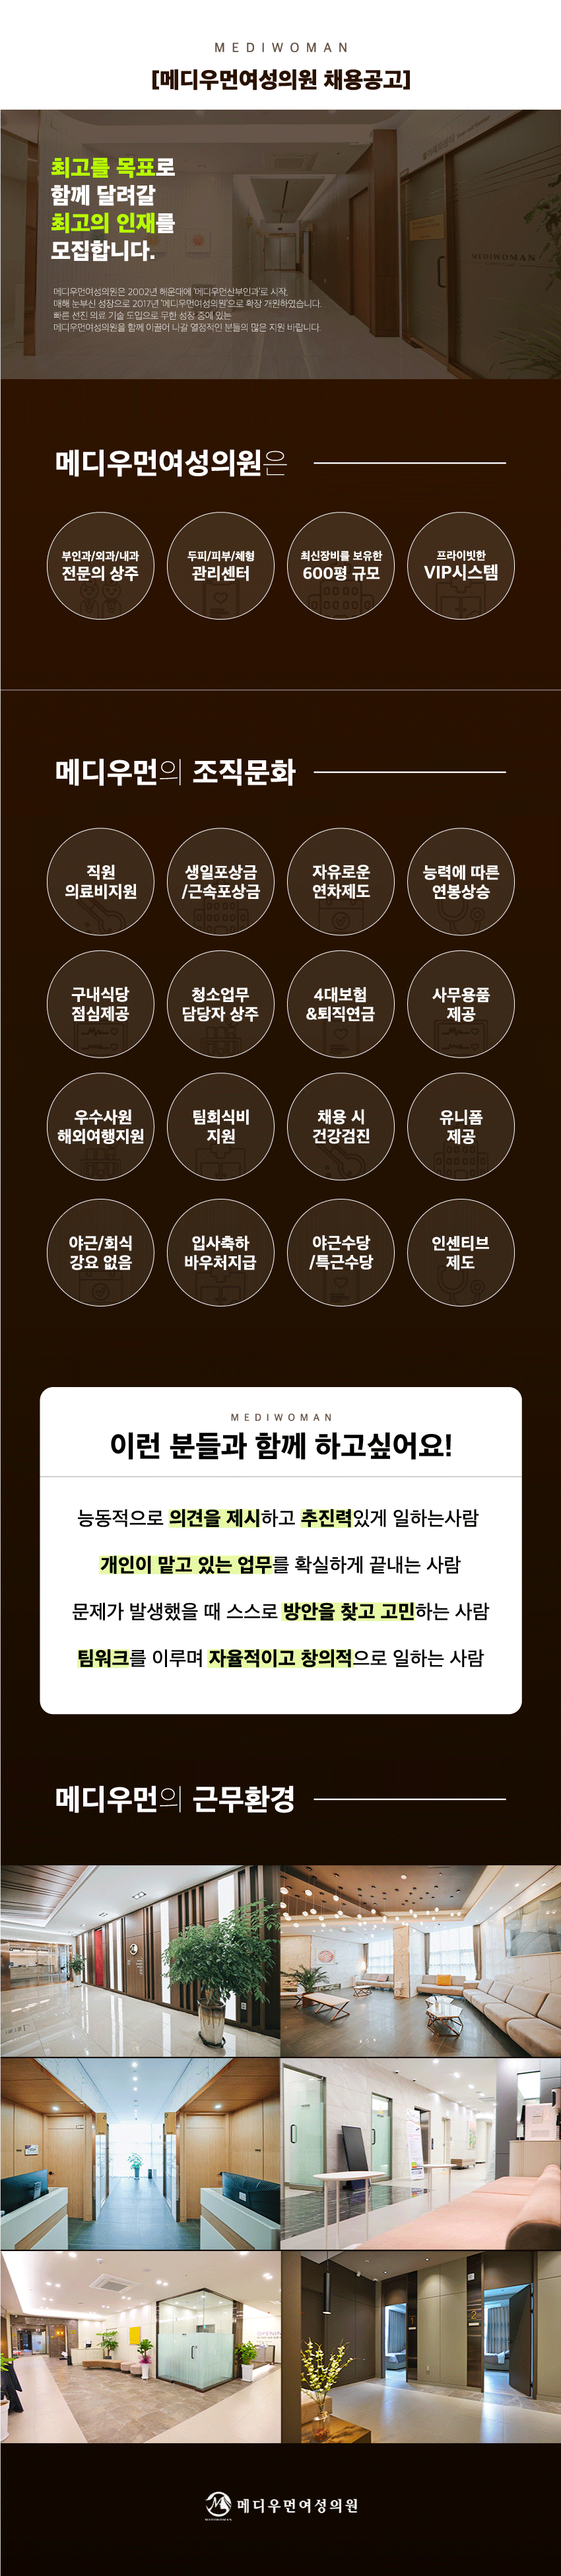 MEDIWOMAN
[메디우먼여성의원 채용공고]
최고를 목표로
함께 달려갈
최고의 인재를
모집합니다.
메디우먼여성의원은 2002년 해운대에 '메디우먼산부인과'로 시작,
매해 눈부신 성장으로 2017년 '메디우먼여성의원'으로 확장 개원하였습니다.
빠른 선진 의료 기술 도입으로 무한 성장 중에 있는
메디우먼여성의원을 함께 이끌어 나갈 열정적인 분들의 많은 지원 바랍니다.
MEDIWOMAN
메디우먼여성의원은
부인과/외과/내과
전문의 상주
두피/피부/체형
관리센터
최신장비를 보유한
600평 규모
프라이빗한
VIP시스템
메디우먼의 조직문화
직원
의료비지원
생일포상금
/근속포상금
자유로운
연차제도
능력에 따른
연봉상승
구내식당
점심제공
청소업무
담당자 상주
4대보험
&퇴직연금
사무용품
제공
우수사원
해외여행지원
팀회식비
지원
채용 시
건강검진
유니폼
제공
야근/회식
강요 없음
입사축하
바우처지급
야근수당
/특근수당
인센티브
제도
MEDIWOMAN
이런 분들과 함께 하고싶어요!
능동적으로 의견을 제시하고 추진력있게 일하는사람
개인이 맡고 있는 업무를 확실하게 끝내는 사람
문제가 발생했을 때 스스로 방안을 찾고 고민하는 사람
팀워크를 이루며 자율적이고 창의적으로 일하는 사람
메디우먼의 근무환경
1
2
메디우먼여성의원
MEDIWOMAN